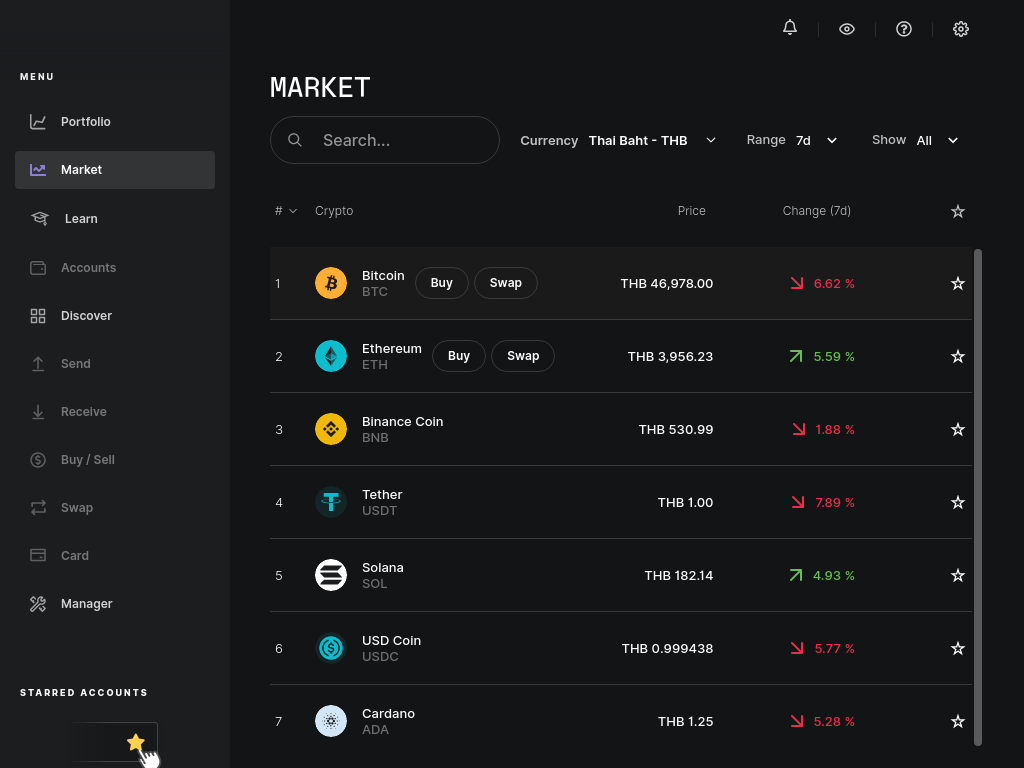 MENU
Portfolio
Market
Learn
Accounts
Discover
Send
Receive
Buy / Sell
Swap
Card
Manager
STARRED ACCOUNTS
MARKET
Search...
Currency Thai Baht - THB
Range 7d
Show All
# Crypto Price Change (7d)
1 Bitcoin Buy Swap THB 46,978.00 6.62 %
BTC
2 Ethereum Buy Swap THB 3,956.23 5.59 %
ETH
3 Binance Coin THB 530.99 1.88 %
BNB
4 Tether THB 1.00 7.89 %
USDT
5 Solana THB 182.14 4.93 %
SOL
6 USD Coin THB 0.999438 5.77 %
USDC
7 Cardano THB 1.25 5.28 %
ADA